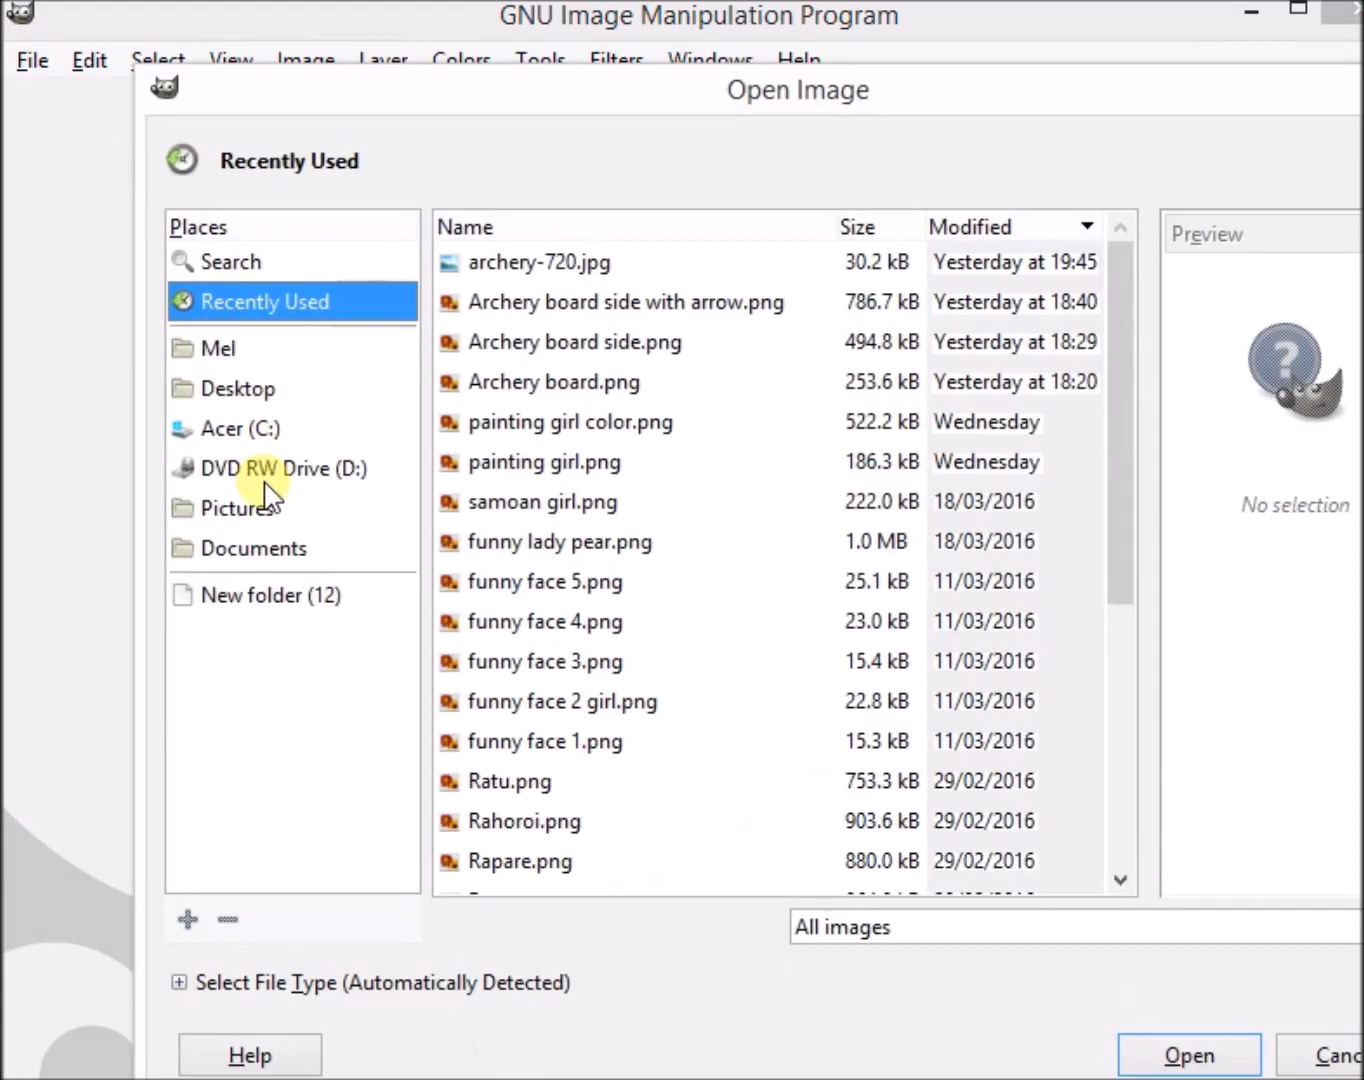 GNU Image Manipulation Program
File Edit Select View Image Layer Colors Tools Filters Windows Help
Open Image
Recently Used
Places
Search
Recently Used
Mel
Desktop
Acer (C:)
DVD RW Drive (D:)
Pictures
Documents
New folder (12)
Name Size Modified
archery-720.jpg 30.2 kB Yesterday at 19:45
Archery board side with arrow.png 786.7 kB Yesterday at 18:40
Archery board side.png 494.8 kB Yesterday at 18:29
Archery board.png 253.6 kB Yesterday at 18:20
painting girl color.png 522.2 kB Wednesday
painting girl.png 186.3 kB Wednesday
samoan girl.png 222.0 kB 18/03/2016
funny lady pear.png 1.0 MB 18/03/2016
funny face 5.png 25.1 kB 11/03/2016
funny face 4.png 23.0 kB 11/03/2016
funny face 3.png 15.4 kB 11/03/2016
funny face 2 girl.png 22.8 kB 11/03/2016
funny face 1.png 15.3 kB 11/03/2016
Ratu.png 753.3 kB 29/02/2016
Rahoroi.png 903.6 kB 29/02/2016
Rapare.png 880.0 kB 29/02/2016
Preview
?
No selection
All images
Select File Type (Automatically Detected)
Help
Open
Canc